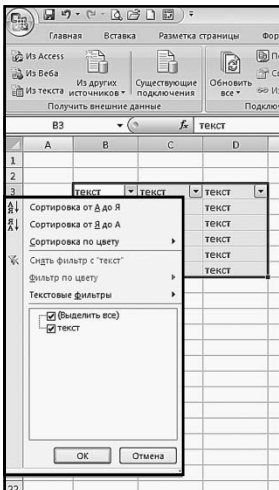 Главная Вставка Разметка страницы Фор
Из Access
Из Веба
Из текста
Из других источников
Существующие подключения
Обновить все
Получить внешние данные
Подклю
B3 fx текст
A B C D
1
2
3 текст текст текст
текст
текст
текст
текст
текст
Сортировка от А до Я
Сортировка от Я до А
Сортировка по цвету
Снять фильтр с "текст"
Фильтр по цвету
Текстовые фильтры
(Выделить все)
текст
ОК Отмена
22